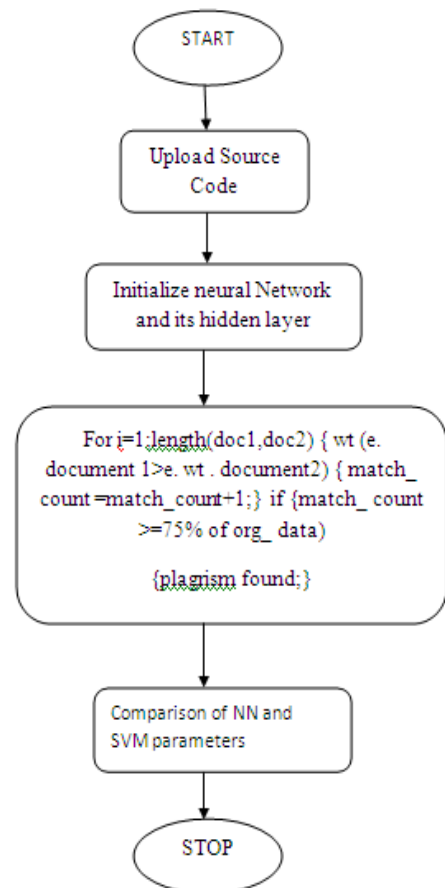 START
Upload Source
Code
Initialize neural Network
and its hidden layer
For i=1:length(doc1,doc2) { wt (e.
document 1>e. wt . document2) { match_
count =match_count+1;} if {match_ count
>=75% of org_ data)
{plagrism found;}
Comparison of NN and
SVM parameters
STOP